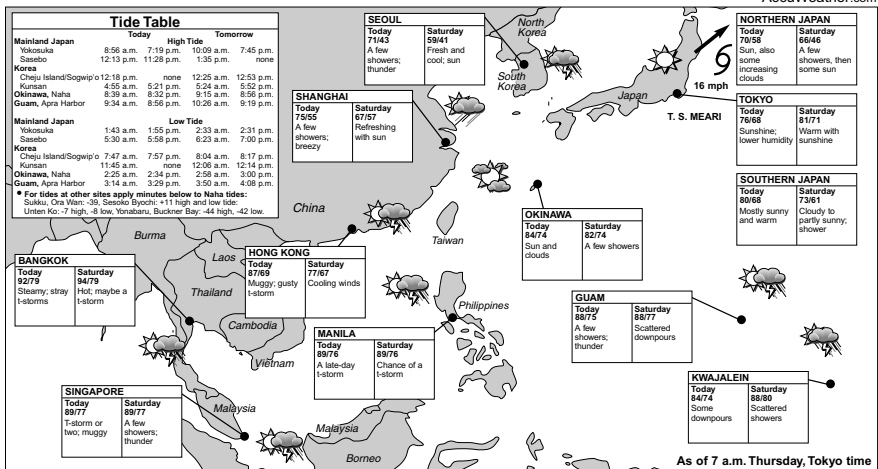 AccuWeather.com
Tide Table
Today Tomorrow
Mainland Japan High Tide
Yokosuka 8:56 a.m. 7:19 p.m. 10:09 a.m. 7:45 p.m.
Sasebo 12:13 p.m. 11:28 p.m. 1:35 p.m. none
Korea
Cheju Island/Sogwip'o 12:18 p.m. none 12:25 a.m. 12:53 p.m.
Kunsan 4:55 a.m. 5:21 p.m. 5:24 a.m. 5:52 p.m.
Okinawa, Naha 8:39 a.m. 8:32 p.m. 9:15 a.m. 8:56 p.m.
Guam, Apra Harbor 9:34 a.m. 8:56 p.m. 10:26 a.m. 9:19 p.m.
Mainland Japan Low Tide
Yokosuka 1:43 a.m. 1:55 p.m. 2:33 a.m. 2:31 p.m.
Sasebo 5:30 a.m. 5:58 p.m. 6:23 a.m. 7:00 p.m.
Korea
Cheju Island/Sogwip'o 7:47 a.m. 7:57 p.m. 8:04 a.m. 8:17 p.m.
Kunsan 11:45 a.m. none 12:06 a.m. 12:14 p.m.
Okinawa, Naha 2:25 a.m. 2:34 p.m. 2:58 a.m. 3:00 p.m.
Guam, Apra Harbor 3:14 a.m. 3:29 p.m. 3:50 a.m. 4:08 p.m.
• For tides at other sites apply minutes below to Naha tides:
Sukku, Ora Wan: -39, Sesoko Byochi: +11 high and low tide:
Unten Ko: -7 high, -8 low, Yonabaru, Buckner Bay: -44 high, -42 low.
SEOUL
Today Saturday
71/43 59/41
A few Fresh and
showers; cool; sun
thunder
North
Korea
South
Korea
Japan
16 mph
T. S. MEARI
NORTHERN JAPAN
Today Saturday
70/58 66/46
Sun, also A few
some showers, then
increasing some sun
clouds
SHANGHAI
Today Saturday
75/55 67/57
A few Refreshing
showers; with sun
breezy
TOKYO
Today Saturday
76/68 81/71
Sunshine; Warm with
lower humidity sunshine
SOUTHERN JAPAN
Today Saturday
80/68 73/61
Mostly sunny Cloudy to
and warm partly sunny;
shower
China
Taiwan
OKINAWA
Today Saturday
84/74 82/74
Sun and A few showers
clouds
Burma
Laos
Thailand
Cambodia
Vietnam
Philippines
BANGKOK
Today Saturday
92/79 94/79
Steamy; stray Hot; maybe a
t-storms t-storm
HONG KONG
Today Saturday
87/69 77/67
Muggy; gusty Cooling winds
t-storm
GUAM
Today Saturday
88/75 88/77
A few Scattered
showers; downpours
thunder
MANILA
Today Saturday
89/76 89/76
A late-day Chance of a
t-storm t-storm
KWAJALEIN
Today Saturday
84/74 88/80
Some Scattered
downpours showers
SINGAPORE
Today Saturday
89/77 89/77
T-storm or A few
two; muggy showers;
thunder
Malaysia
Malaysia
Borneo
As of 7 a.m. Thursday, Tokyo time